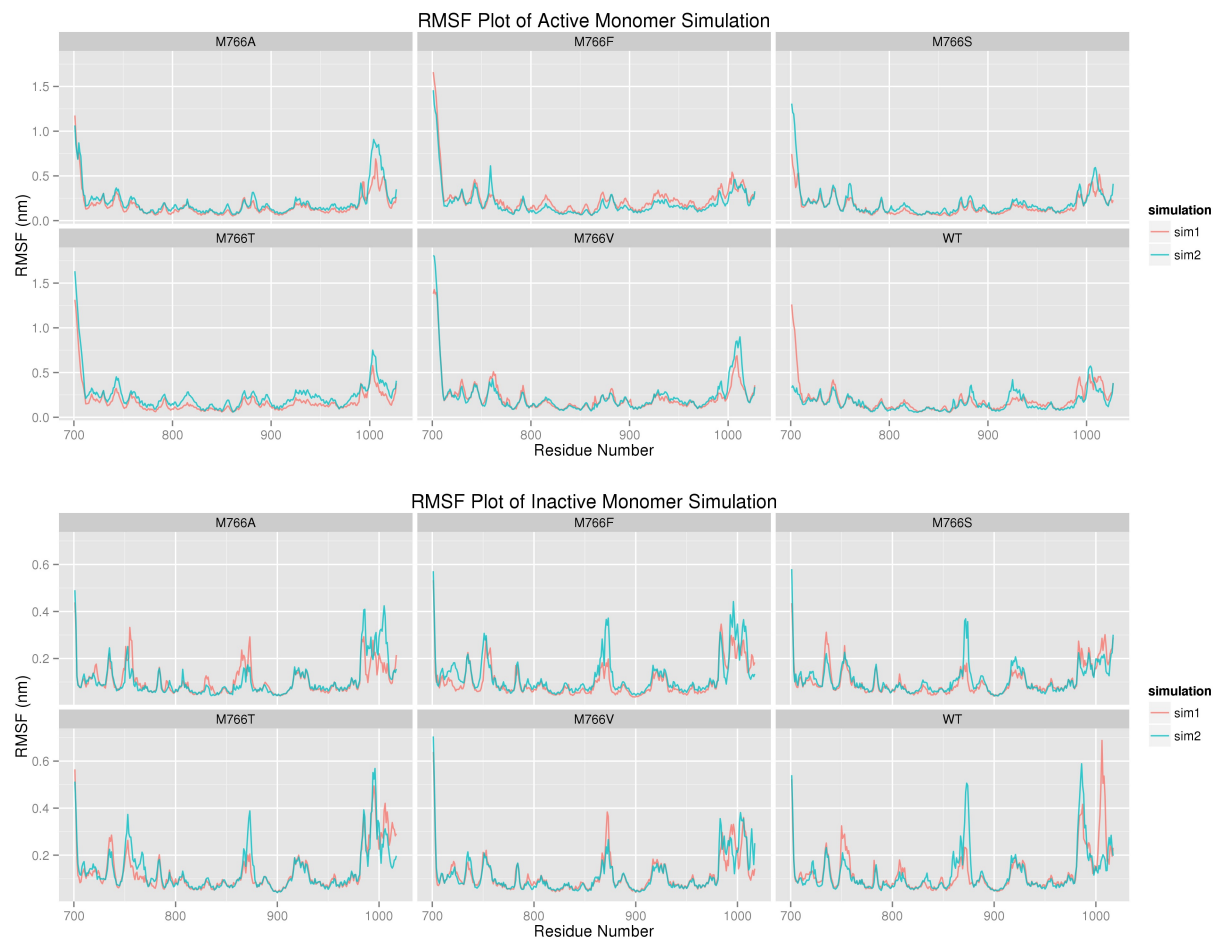 RMSF Plot of Active Monomer Simulation
M766A M766F M766S
1.5
1.0
0.5
0.0
M766T M766V WT
1.5
1.0
0.5
0.0
700 800 900 1000 700 800 900 1000 700 800 900 1000
Residue Number
RMSF (nm)
simulation
sim1
sim2
RMSF Plot of Inactive Monomer Simulation
M766A M766F M766S
0.6
0.4
0.2
M766T M766V WT
0.6
0.4
0.2
700 800 900 1000 700 800 900 1000 700 800 900 1000
Residue Number
RMSF (nm)
simulation
sim1
sim2